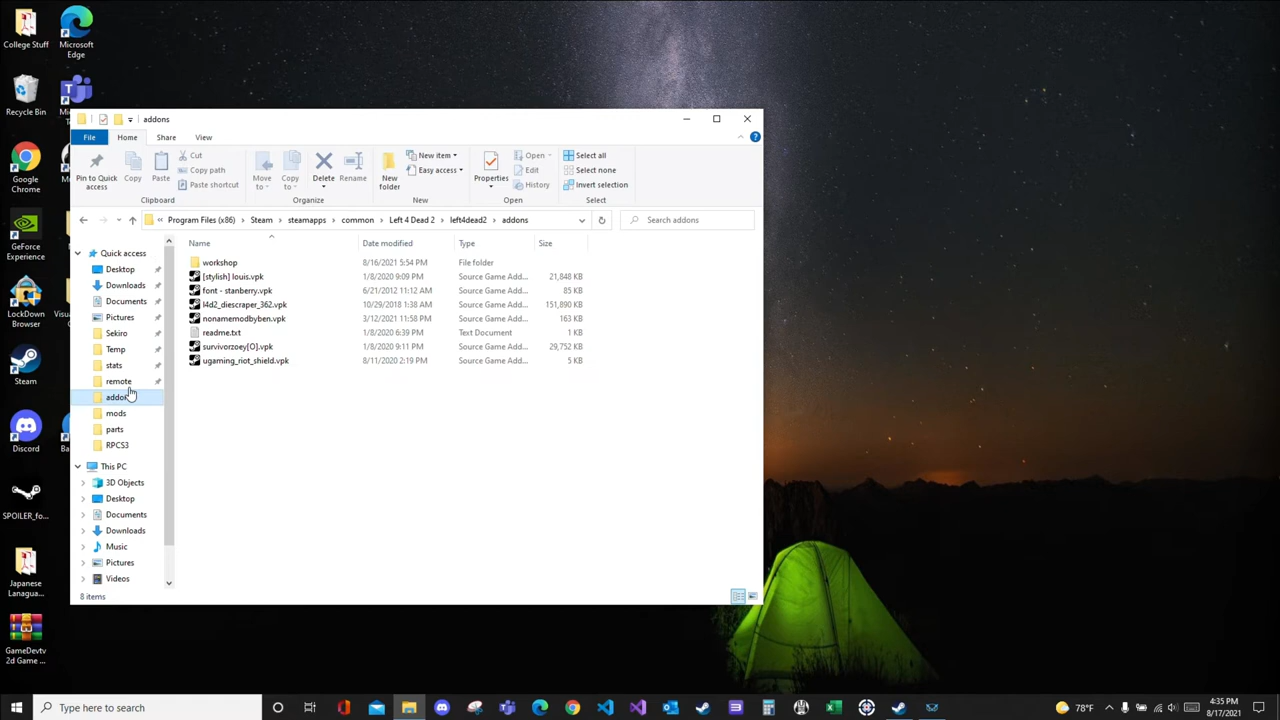 College Stuff
Microsoft Edge
Recycle Bin
Google Chrome
GeForce Experience
LockDown Browser
Steam
Discord
SPOILER_fo...
Japanese Lanagua...
GameDevtv 2d Game ...
addons
File Home Share View
Pin to Quick access
Copy
Paste
Cut
Copy path
Paste shortcut
Clipboard
Move to
Copy to
Delete
Rename
Organize
New folder
New item
Easy access
New
Properties
Open
Edit
History
Open
Select all
Select none
Invert selection
Select
Program Files (x86) Steam steamapps common Left 4 Dead 2 left4dead2 addons
Search addons
Quick access
Desktop
Downloads
Documents
Pictures
Sekiro
Temp
stats
remote
mods
parts
RPCS3
This PC
3D Objects
Desktop
Documents
Downloads
Music
Pictures
Videos
Name Date modified Type Size
workshop 8/16/2021 5:54 PM File folder
[stylish] louis.vpk 1/8/2020 9:09 PM Source Game Add... 21,848 KB
font - stanberry.vpk 6/21/2012 11:12 AM Source Game Add... 85 KB
l4d2_diescraper_362.vpk 10/29/2018 1:38 AM Source Game Add... 151,890 KB
nonamemodbyben.vpk 3/12/2021 11:58 PM Source Game Add... 163 KB
readme.txt 1/8/2020 6:39 PM Text Document 1 KB
survivorzoey[O].vpk 1/8/2020 9:11 PM Source Game Add... 29,752 KB
ugaming_riot_shield.vpk 8/11/2020 2:19 PM Source Game Add... 5 KB
8 items
Type here to search
78°F
4:35 PM
8/17/2021